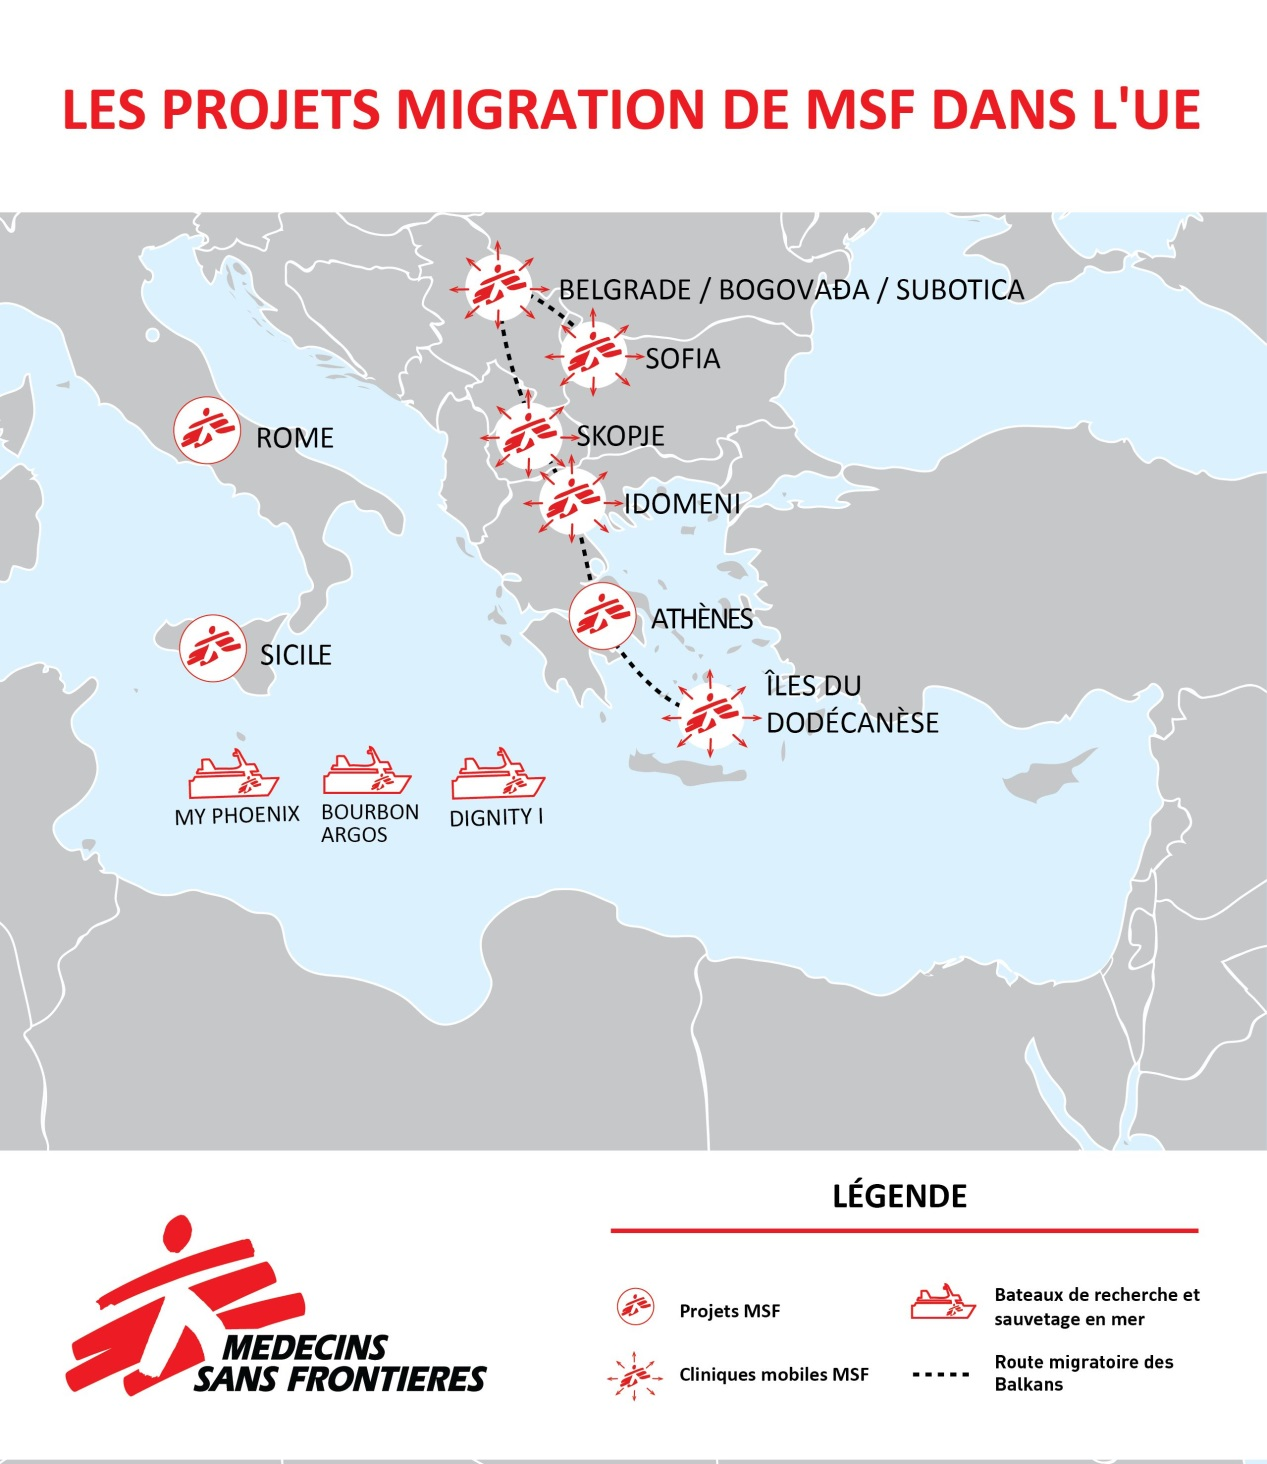 LES PROJETS MIGRATION DE MSF DANS L'UE
BELGRADE / BOGOVAĐA / SUBOTICA
SOFIA
ROME
SKOPJE
IDOMENI
ATHÈNES
SICILE
ÎLES DU
DODÉCANÈSE
MY PHOENIX
BOURBON
ARGOS
DIGNITY I
LÉGENDE
Projets MSF
Cliniques mobiles MSF
Bateaux de recherche et
sauvetage en mer
Route migratoire des
Balkans
MEDECINS
SANS FRONTIERES